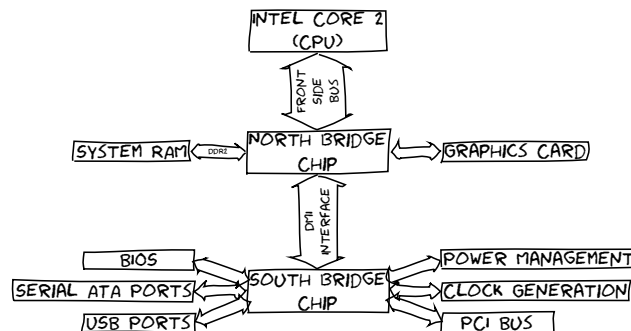 INTEL CORE 2
(CPU)
FRONT
SIDE
BUS
SYSTEM RAM
DDR2
NORTH BRIDGE
CHIP
GRAPHICS CARD
DMI
INTERFACE
BIOS
POWER MANAGEMENT
SERIAL ATA PORTS
SOUTH BRIDGE
CHIP
CLOCK GENERATION
USB PORTS
PCI BUS